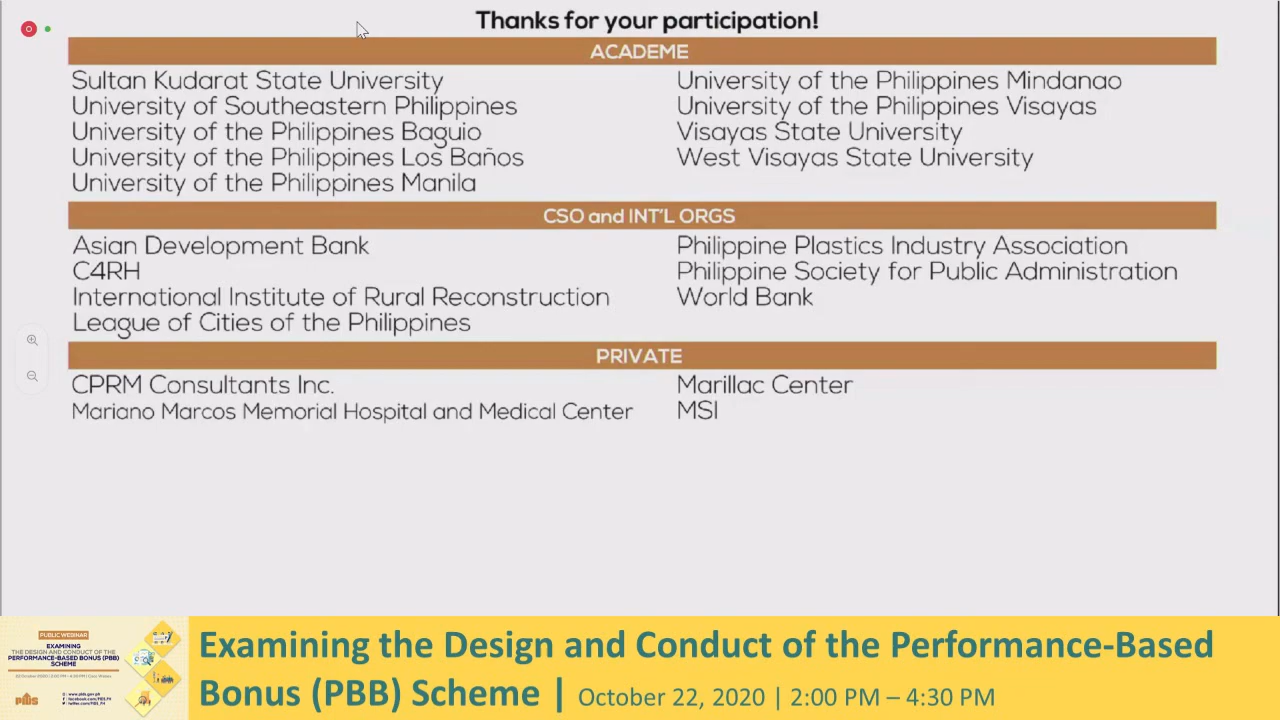 Thanks for your participation!
ACADEME
Sultan Kudarat State University
University of Southeastern Philippines
University of the Philippines Baguio
University of the Philippines Los Baños
University of the Philippines Manila
University of the Philippines Mindanao
University of the Philippines Visayas
Visayas State University
West Visayas State University
CSO and INT'L ORGS
Asian Development Bank
C4RH
International Institute of Rural Reconstruction
League of Cities of the Philippines
Philippine Plastics Industry Association
Philippine Society for Public Administration
World Bank
PRIVATE
CPRM Consultants Inc.
Mariano Marcos Memorial Hospital and Medical Center
Marillac Center
MSI
PUBLIC WEBINAR
EXAMINING
THE DESIGN AND CONDUCT OF THE
PERFORMANCE-BASED BONUS (PBB)
SCHEME
Examining the Design and Conduct of the Performance-Based
Bonus (PBB) Scheme | October 22, 2020 | 2:00 PM – 4:30 PM